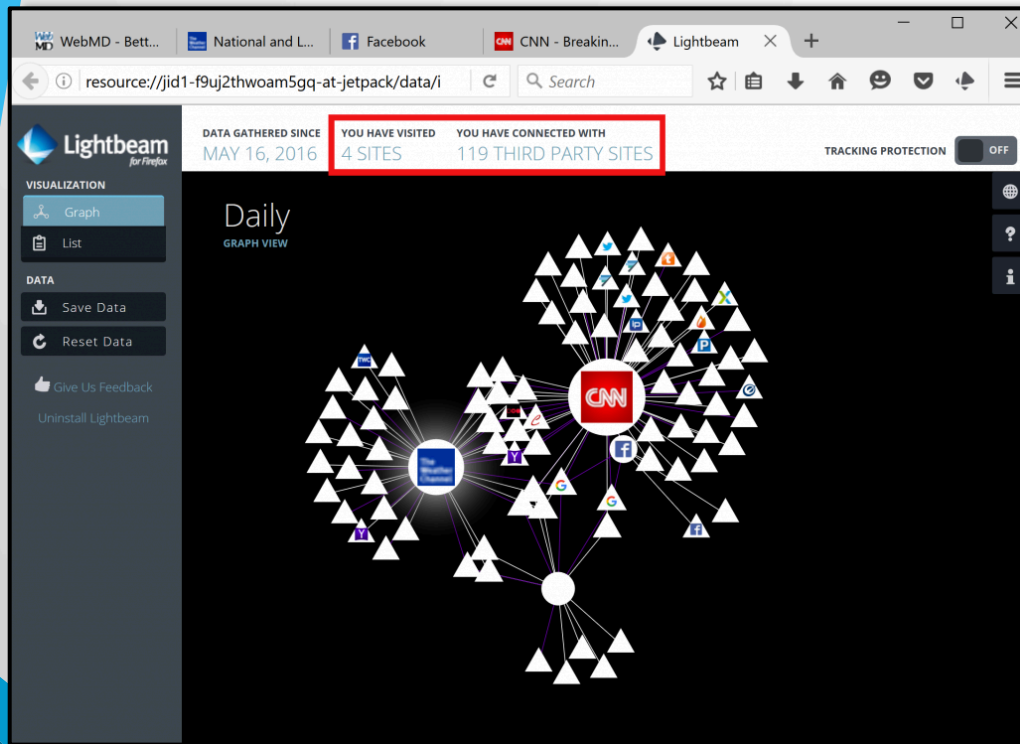 WebMD - Bett...
National and L...
Facebook
CNN - Breakin...
Lightbeam
resource://jid1-f9uj2thwoam5gq-at-jetpack/data/i
Search
Lightbeam
for Firefox
DATA GATHERED SINCE
MAY 16, 2016
YOU HAVE VISITED
4 SITES
YOU HAVE CONNECTED WITH
119 THIRD PARTY SITES
TRACKING PROTECTION
OFF
VISUALIZATION
Graph
List
DATA
Save Data
Reset Data
Give Us Feedback
Uninstall Lightbeam
Daily
GRAPH VIEW
CNN
The
Weather
Channel
TWC